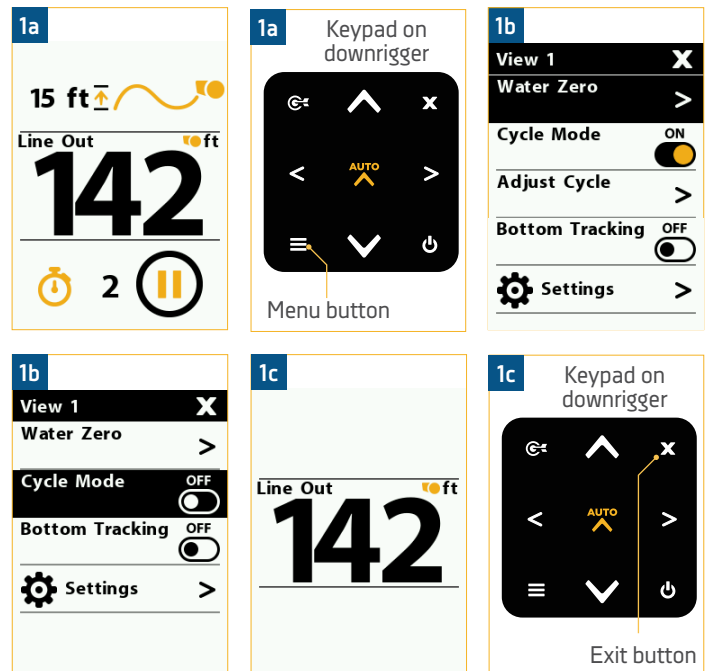 1a
15 ft
Line Out ft
142
2
1a
Keypad on
downrigger
X
AUTO
Menu button
1b
View 1 X
Water Zero >
Cycle Mode ON
Adjust Cycle >
Bottom Tracking OFF
Settings >
1b
View 1 X
Water Zero >
Cycle Mode OFF
Bottom Tracking OFF
Settings >
1c
Line Out ft
142
1c
Keypad on
downrigger
X
AUTO
Exit button